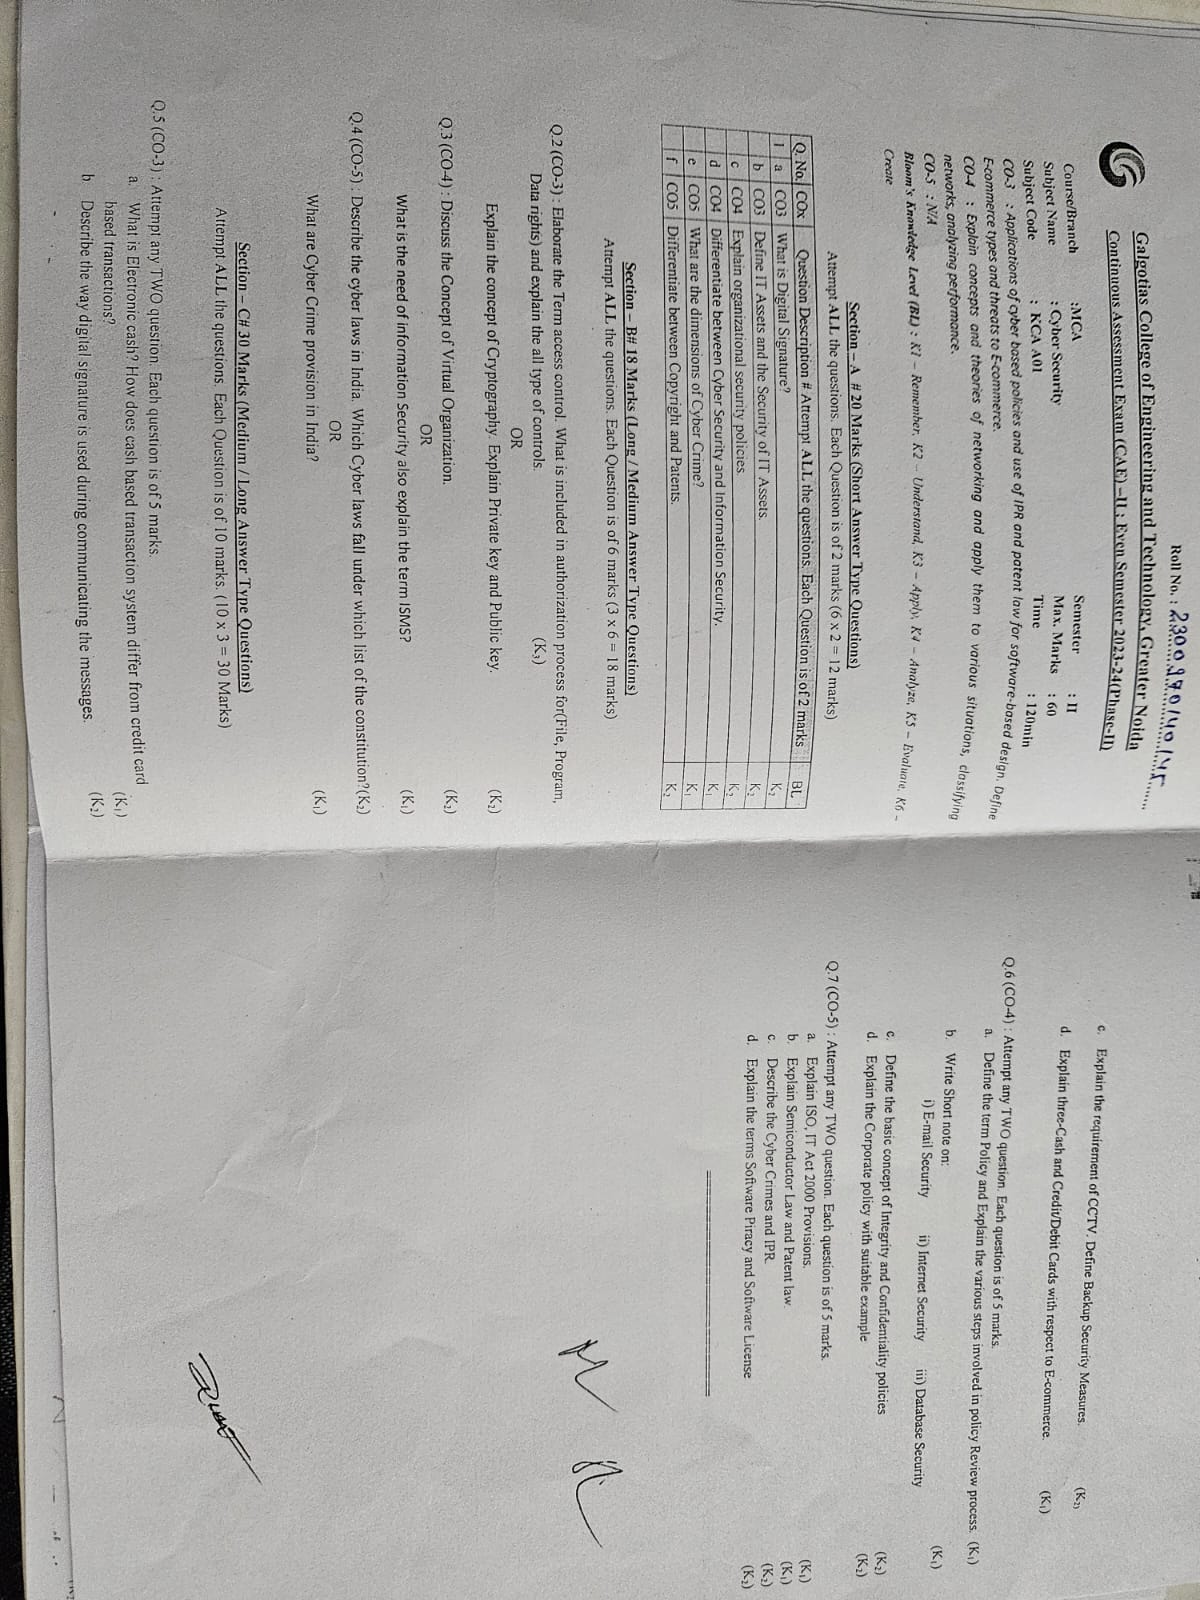 Roll No. : 2300970140145
Galgotias College of Engineering and Technology, Greater Noida
Continuous Assessment Exam (CAE) –II : Even Semester 2023-24(Phase-II)
Course/Branch :MCA Semester : II
Subject Name : Cyber Security Max. Marks : 60
Subject Code : KCA A01 Time : 120min
CO-3 : Applications of cyber based policies and use of IPR and patent law for software-based design. Define
E-commerce types and threats to E-commerce.
CO-4 : Explain concepts and theories of networking and apply them to various situations, classifying
networks, analyzing performance.
CO-5 : N/A
Bloom's Knowledge Level (BL) : K1 – Remember, K2 – Understand, K3 – Apply, K4 – Analyze, K5 – Evaluate, K6 –
Create
Section – A # 20 Marks (Short Answer Type Questions)
Attempt ALL the questions. Each Question is of 2 marks (6 x 2 = 12 marks)
Q. No. COx Question Description # Attempt ALL the questions. Each Question is of 2 marks BL
1 a CO3 What is Digital Signature? K2
b CO3 Define IT Assets and the Security of IT Assets. K2
c CO4 Explain organizational security policies K2
d CO4 Differentiate between Cyber Security and Information Security. K1
e CO5 What are the dimensions of Cyber Crime? K1
f CO5 Differentiate between Copyright and Patents. K2
Section – B# 18 Marks (Long / Medium Answer Type Questions)
Attempt ALL the questions. Each Question is of 6 marks (3 x 6 = 18 marks)
Q.2 (CO-3) : Elaborate the Term access control. What is included in authorization process for(File, Program,
Data rights) and explain the all type of controls. (K3)
OR
Explain the concept of Cryptography. Explain Private key and Public key. (K2)
Q.3 (CO-4) : Discuss the Concept of Virtual Organization. (K2)
OR
What is the need of information Security also explain the term ISMS? (K1)
Q.4 (CO-5) : Describe the cyber laws in India. Which Cyber laws fall under which list of the constitution?(K2)
OR
What are Cyber Crime provision in India? (K1)
Section – C# 30 Marks (Medium / Long Answer Type Questions)
Attempt ALL the questions. Each Question is of 10 marks. (10 x 3 = 30 Marks)
Q.5 (CO-3) : Attempt any TWO question. Each question is of 5 marks.
a. What is Electronic cash? How does cash based transaction system differ from credit card
based transactions? (K1)
b Describe the way digital signature is used during communicating the messages. (K2)
c. Explain the requirement of CCTV. Define Backup Security Measures. (K2)
d. Explain three-Cash and Credit/Debit Cards with respect to E-commerce. (K1)
Q.6 (CO-4) : Attempt any TWO question. Each question is of 5 marks.
a. Define the term Policy and Explain the various steps involved in policy Review process. (K1)
b. Write Short note on:
i) E-mail Security ii) Internet Security iii) Database Security (K1)
c. Define the basic concept of Integrity and Confidentiality policies (K2)
d. Explain the Corporate policy with suitable example (K2)
Q.7 (CO-5) : Attempt any TWO question. Each question is of 5 marks.
a. Explain ISO, IT Act 2000 Provisions. (K1)
b. Explain Semiconductor Law and Patent law. (K1)
c. Describe the Cyber Crimes and IPR. (K2)
d. Explain the terms Software Piracy and Software License (K2)